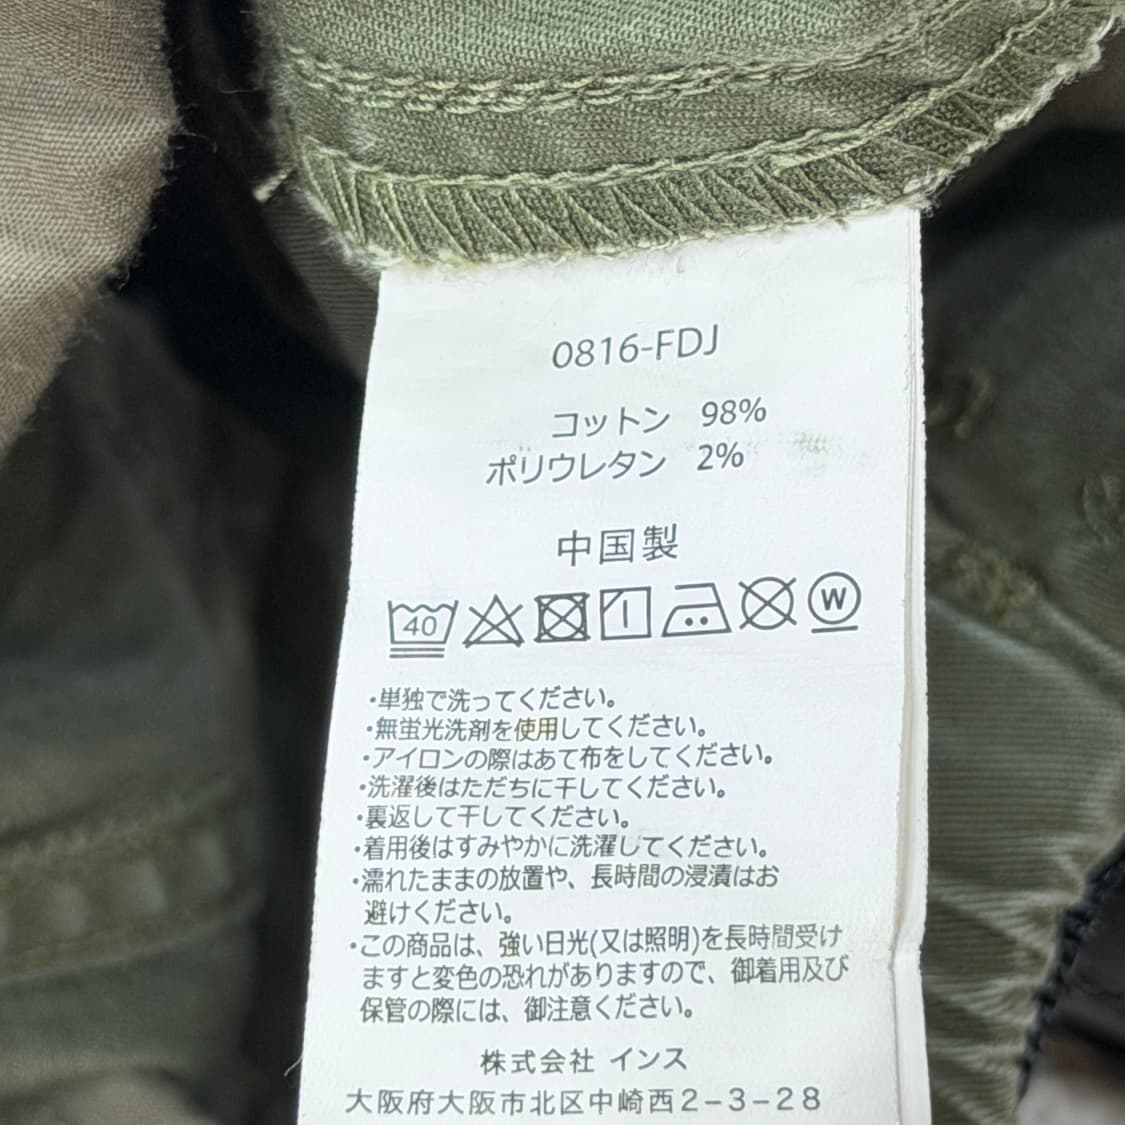 0816-FDJ
コットン 98%
ポリウレタン 2%
中国製
40 W
・単独で洗ってください。
・無蛍光洗剤を使用してください。
・アイロンの際はあて布をしてください。
・洗濯後はただちに干してください。
・裏返して干してください。
・着用後はすみやかに洗濯してください。
・濡れたままの放置や、長時間の浸漬はお
避けください。
・この商品は、強い日光(又は照明)を長時間受け
ますと変色の恐れがありますので、御着用及び
保管の際には、御注意ください。
株式会社 インス
大阪府大阪市北区中崎西2−3−28